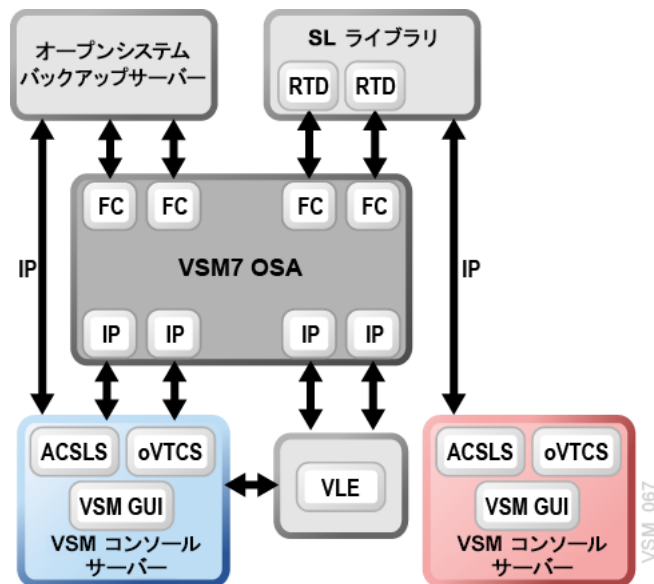 オープンシステム
バックアップサーバー
SL ライブラリ
RTD RTD
FC FC FC FC
VSM7 OSA
IP IP
IP IP IP IP
ACSLS oVTCS
VSM GUI
VSM コンソール
サーバー
VLE
ACSLS oVTCS
VSM GUI
VSM コンソール
サーバー
VSM_067